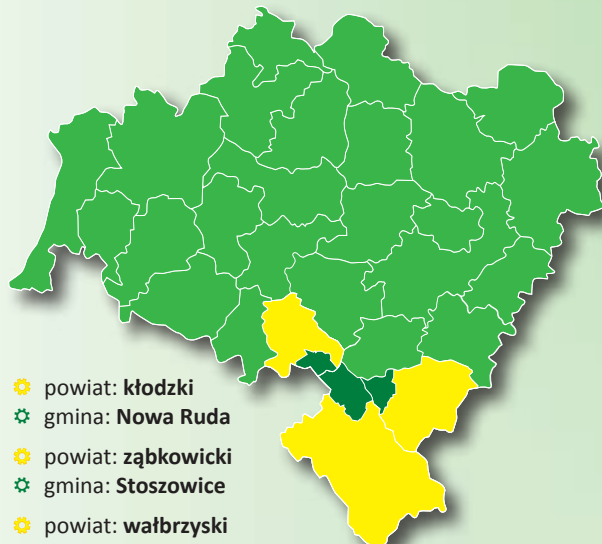 powiat: kłodzki
gmina: Nowa Ruda
powiat: ząbkowicki
gmina: Stoszowice
powiat: wałbrzyski